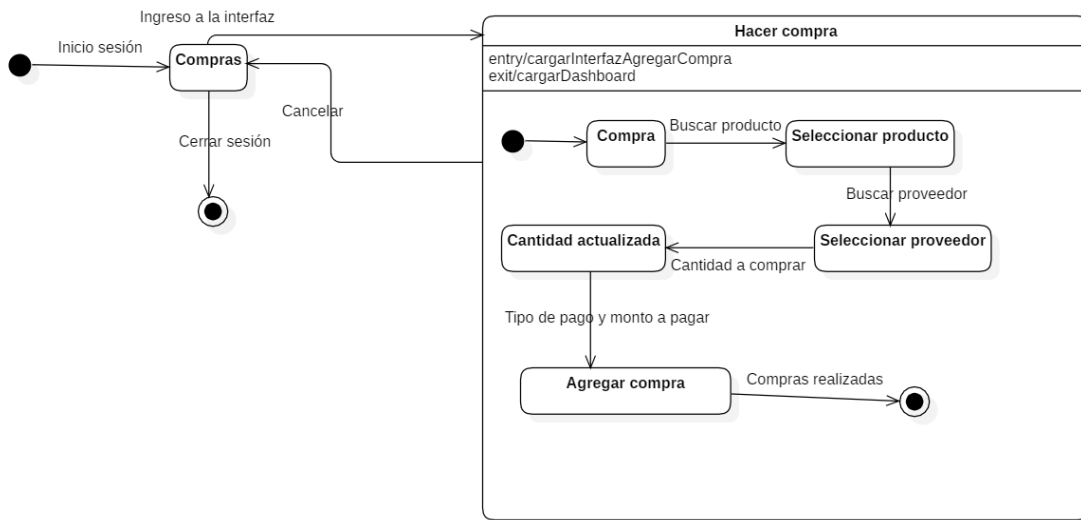 Ingreso a la interfaz
Inicio sesión
Compras
Cancelar
Cerrar sesión
Hacer compra
entry/cargarInterfazAgregarCompra
exit/cargarDashboard
Compra
Buscar producto
Seleccionar producto
Buscar proveedor
Seleccionar proveedor
Cantidad a comprar
Cantidad actualizada
Tipo de pago y monto a pagar
Agregar compra
Compras realizadas